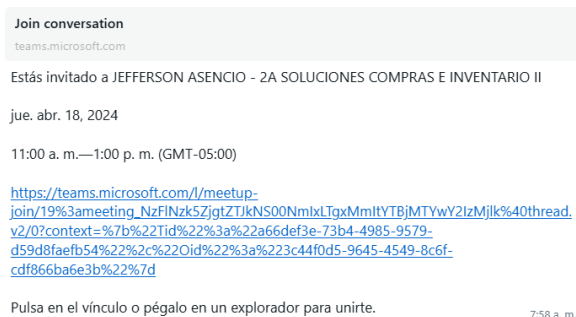 Join conversation
teams.microsoft.com
Estás invitado a JEFFERSON ASENCIO - 2A SOLUCIONES COMPRAS E INVENTARIO II
jue. abr. 18, 2024
11:00 a. m.—1:00 p. m. (GMT-05:00)
https://teams.microsoft.com/l/meetup-
join/19%3ameeting_NzFlNzk5ZjgtZTJkNS00NmIxLTgxMmItYTBjMTYwY2IzMjlk%40thread.
v2/0?context=%7b%22Tid%22%3a%22a66def3e-73b4-4985-9579-
d59d8faefb54%22%2c%22Oid%22%3a%223c44f0d5-9645-4549-8c6f-
cdf866ba6e3b%22%7d
Pulsa en el vínculo o pégalo en un explorador para unirte.
7:58 a. m.